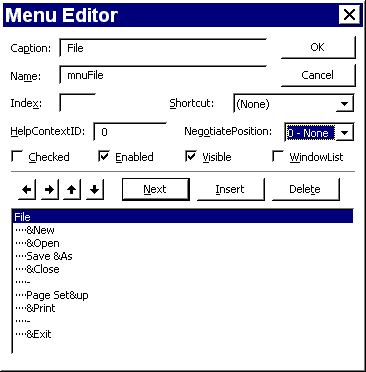 Menu Editor
Caption: File OK
Name: mnuFile Cancel
Index: Shortcut: (None)
HelpContextID: 0 NegotiatePosition: 0 - None
Checked Enabled Visible WindowList
Next Insert Delete
File
····&New
····&Open
····Save &As
····&Close
····-
····Page Set&up
····&Print
····-
····&Exit